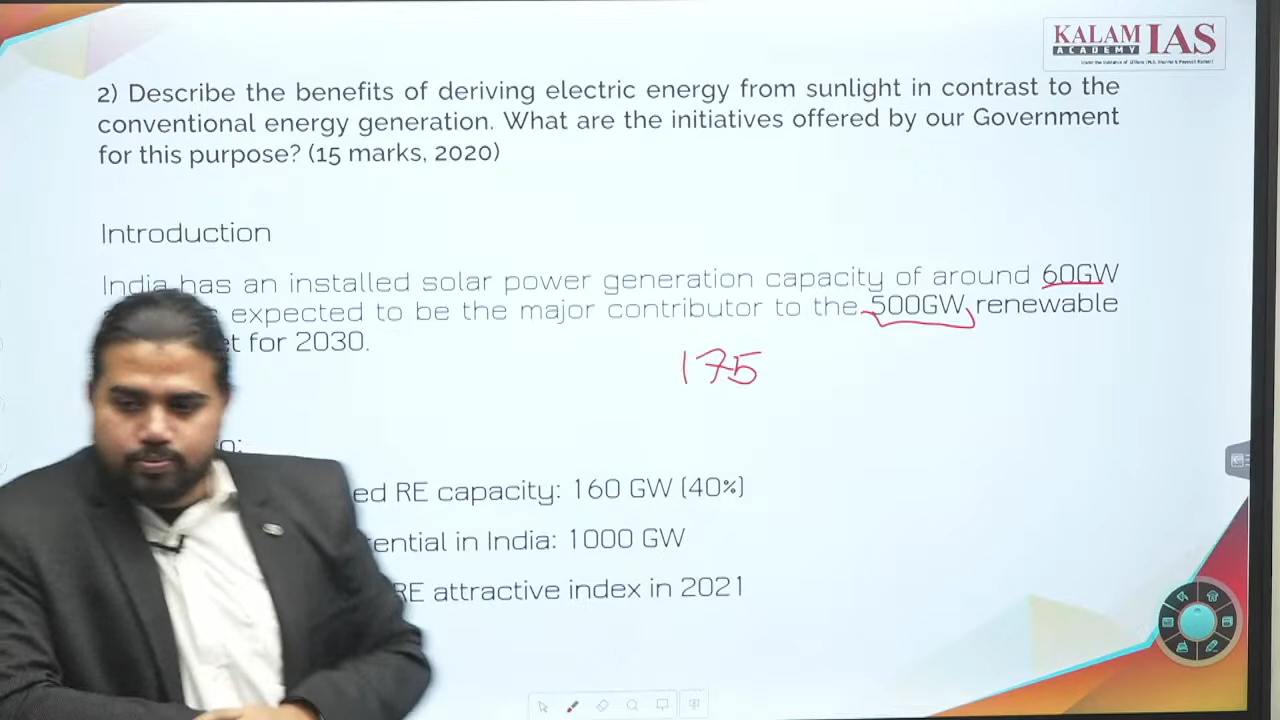 KALAM IAS
ACADEMY
2) Describe the benefits of deriving electric energy from sunlight in contrast to the
conventional energy generation. What are the initiatives offered by our Government
for this purpose? (15 marks, 2020)
Introduction
India has an installed solar power generation capacity of around 60GW
expected to be the major contributor to the 500GW renewable
for 2030.
175
RE capacity: 160 GW (40%)
in India: 1000 GW
RE attractive index in 2021